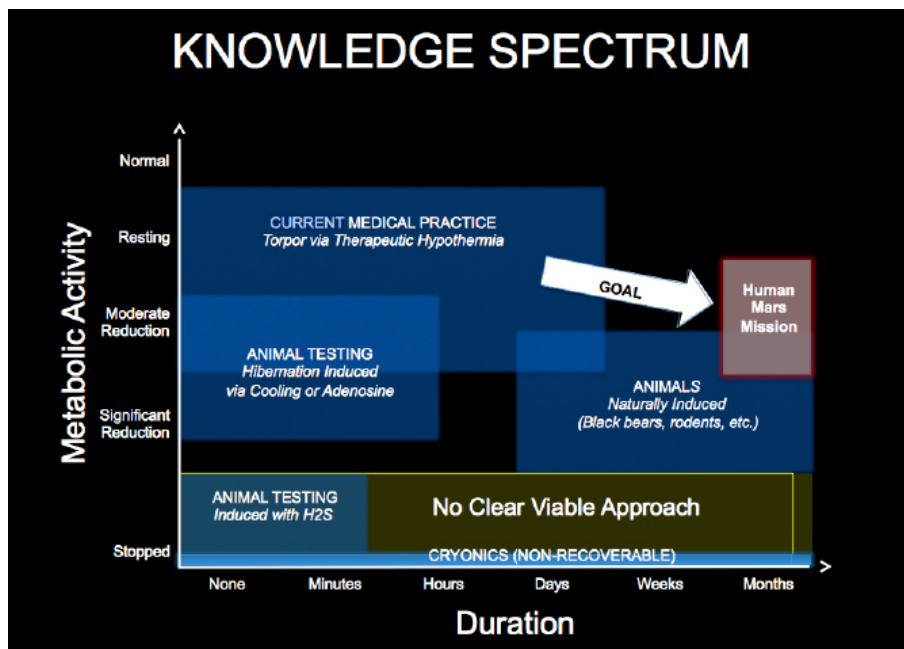 KNOWLEDGE SPECTRUM
Metabolic Activity
Normal
Resting
Moderate
Reduction
Significant
Reduction
Stopped
CURRENT MEDICAL PRACTICE
Torpor via Therapeutic Hypothermia
GOAL
Human
Mars
Mission
ANIMAL TESTING
Hibernation Induced
via Cooling or Adenosine
ANIMALS
Naturally Induced
(Black bears, rodents, etc.)
ANIMAL TESTING
Induced with H2S
No Clear Viable Approach
CRYONICS (NON-RECOVERABLE)
None
Minutes
Hours
Days
Weeks
Months
Duration